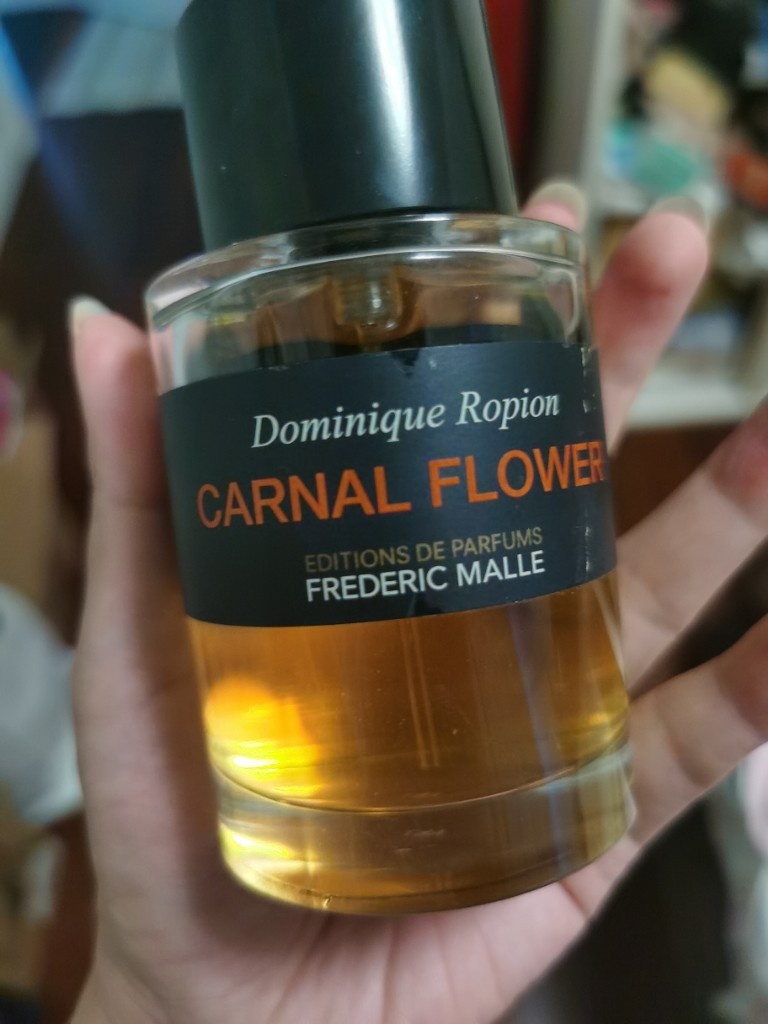 Dominique Ropion
CARNAL FLOWER
EDITIONS DE PARFUMS
FREDERIC MALLE